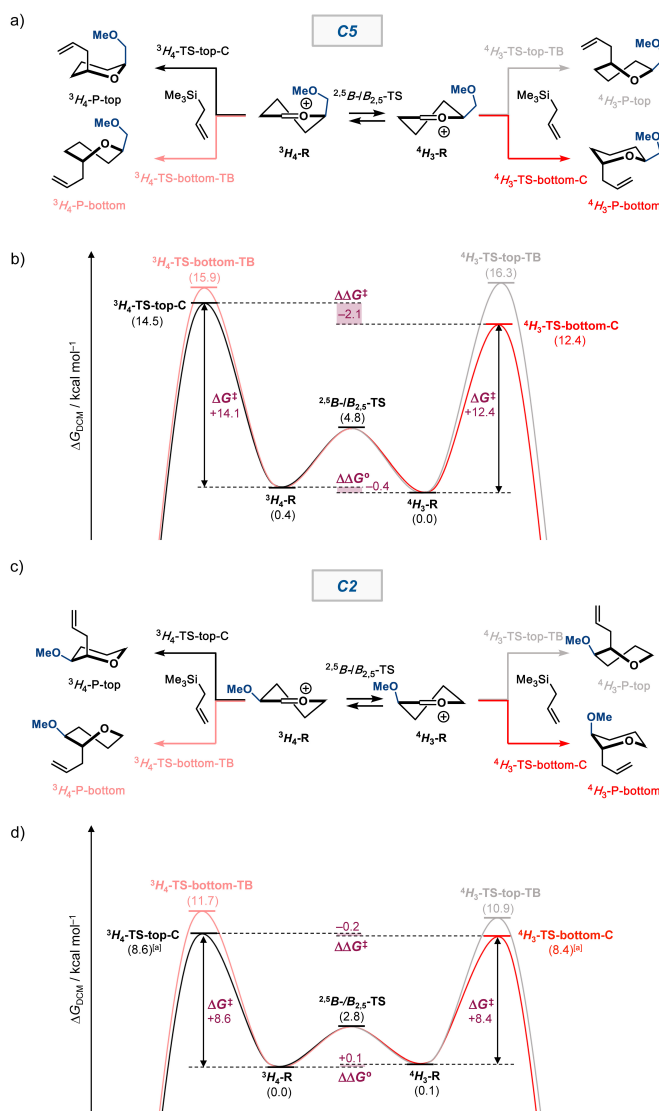 a)
C5
MeO
³H₄-TS-top-C
⁴H₃-TS-top-TB
MeO
O
³H₄-P-top
Me₃Si
MeO
O
⊕
³H₄-R
²,⁵B-/B₂,₅-TS
MeO
O
⊕
⁴H₃-R
Me₃Si
O
MeO
⁴H₃-P-top
MeO
O
³H₄-P-bottom
³H₄-TS-bottom-TB
⁴H₃-TS-bottom-C
O
MeO
⁴H₃-P-bottom
b)
ΔG_DCM / kcal mol⁻¹
³H₄-TS-bottom-TB
(15.9)
³H₄-TS-top-C
(14.5)
ΔΔG‡
−2.1
⁴H₃-TS-top-TB
(16.3)
⁴H₃-TS-bottom-C
(12.4)
ΔG‡
+14.1
²,⁵B-/B₂,₅-TS
(4.8)
ΔG‡
+12.4
ΔΔG°
−0.4
³H₄-R
(0.4)
⁴H₃-R
(0.0)
c)
C2
³H₄-TS-top-C
⁴H₃-TS-top-TB
MeO
O
³H₄-P-top
Me₃Si
MeO
O
⊕
³H₄-R
²,⁵B-/B₂,₅-TS
MeO
O
⊕
⁴H₃-R
Me₃Si
MeO
O
⁴H₃-P-top
MeO
O
³H₄-P-bottom
³H₄-TS-bottom-TB
⁴H₃-TS-bottom-C
OMe
O
⁴H₃-P-bottom
d)
ΔG_DCM / kcal mol⁻¹
³H₄-TS-bottom-TB
(11.7)
³H₄-TS-top-C
(8.6)[a]
−0.2
ΔΔG‡
⁴H₃-TS-top-TB
(10.9)
⁴H₃-TS-bottom-C
(8.4)[a]
ΔG‡
+8.6
²,⁵B-/B₂,₅-TS
(2.8)
ΔG‡
+8.4
+0.1
ΔΔG°
³H₄-R
(0.0)
⁴H₃-R
(0.1)